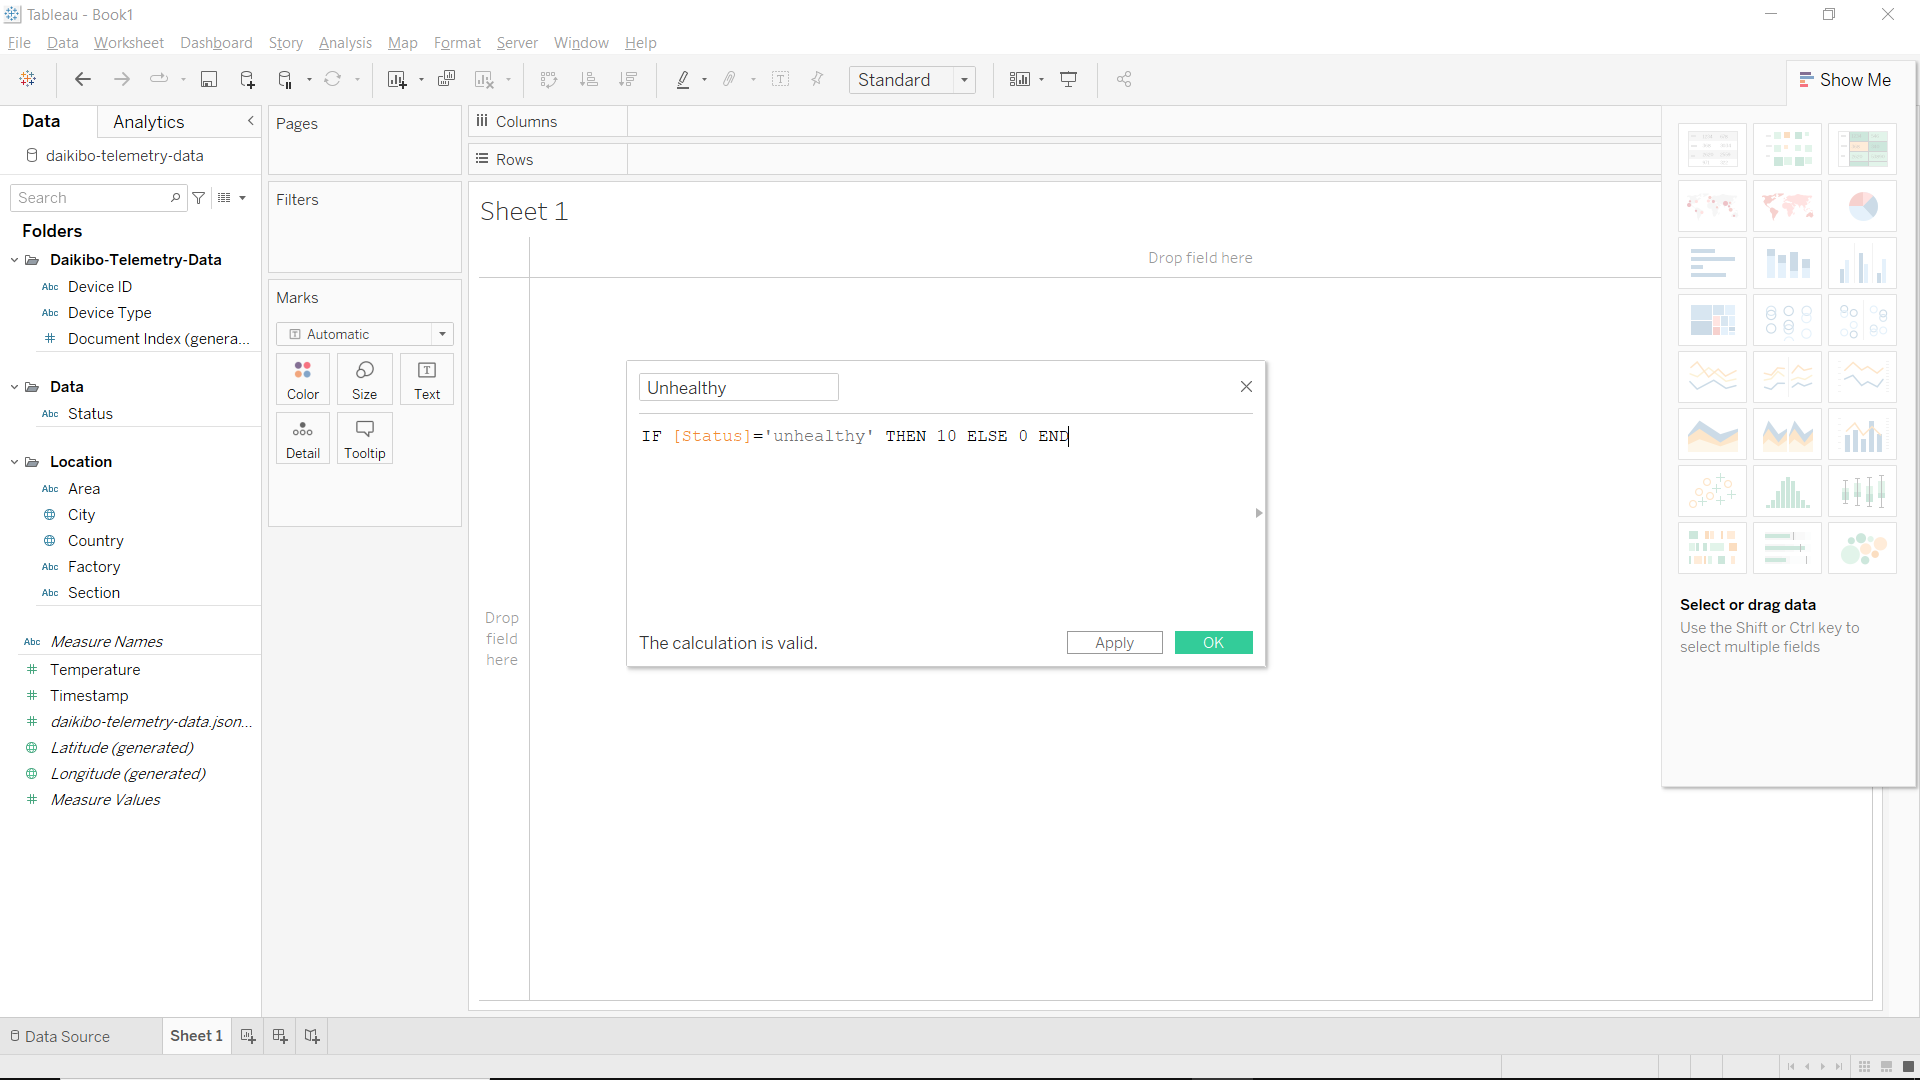 Tableau - Book1
File Data Worksheet Dashboard Story Analysis Map Format Server Window Help
Standard
Show Me
Data Analytics
daikibo-telemetry-data
Search
Folders
Daikibo-Telemetry-Data
Abc Device ID
Abc Device Type
# Document Index (genera...
Data
Abc Status
Location
Abc Area
City
Country
Abc Factory
Abc Section
Abc Measure Names
# Temperature
# Timestamp
# daikibo-telemetry-data.json...
Latitude (generated)
Longitude (generated)
# Measure Values
Pages
Filters
Marks
Automatic
Color Size Text
Detail Tooltip
Columns
Rows
Sheet 1
Drop field here
Drop
field
here
Unhealthy
IF [Status]='unhealthy' THEN 10 ELSE 0 END
The calculation is valid.
Apply OK
Select or drag data
Use the Shift or Ctrl key to
select multiple fields
Data Source Sheet 1